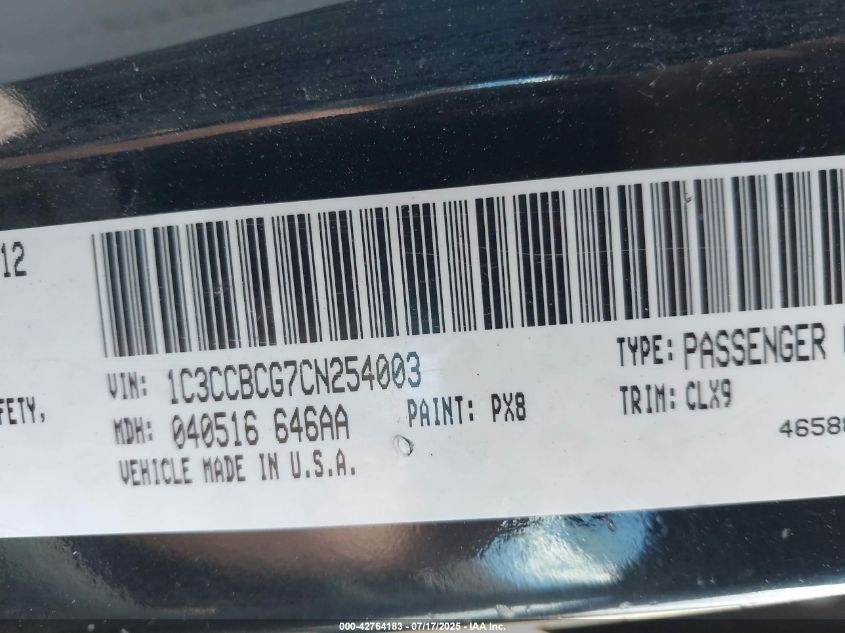 12
FETY,
VIN: 1C3CCBCG7CN254003
TYPE: PASSENGER
MDH: 040516 646AA
PAINT: PX8
TRIM: CLX9
VEHICLE MADE IN U.S.A.
4658
000-42764183 - 07/17/2025 - IAA Inc.